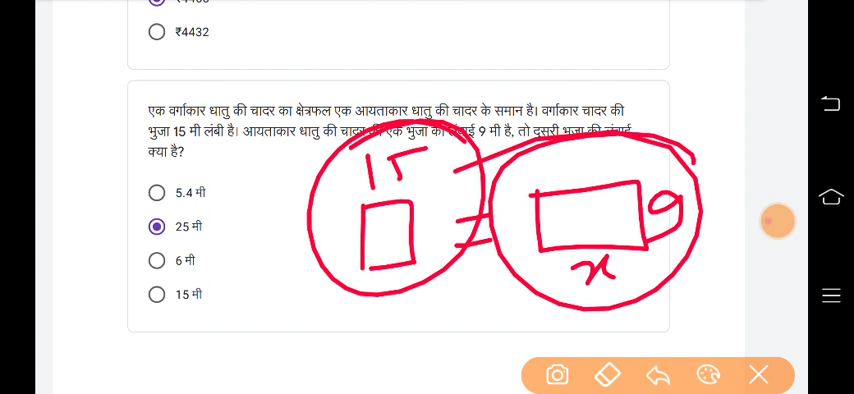 ₹4432
एक वर्गाकार धातु की चादर का क्षेत्रफल एक आयताकार धातु की चादर के समान है। वर्गाकार चादर की
भुजा 15 मी लंबी है। आयताकार धातु की चादर की एक भुजा की लंबाई 9 मी है, तो दूसरी भुजा की लंबाई
क्या है?
15
9
x
5.4 मी
25 मी
6 मी
15 मी